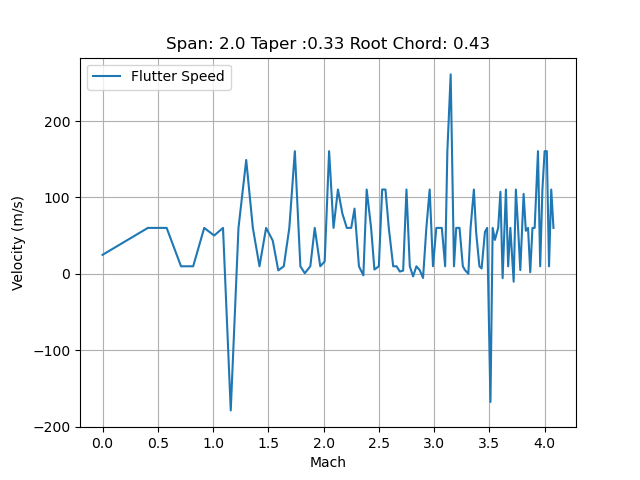 Span: 2.0 Taper :0.33 Root Chord: 0.43
Flutter Speed
Velocity (m/s)
200
100
0
−100
−200
0.0 0.5 1.0 1.5 2.0 2.5 3.0 3.5 4.0
Mach